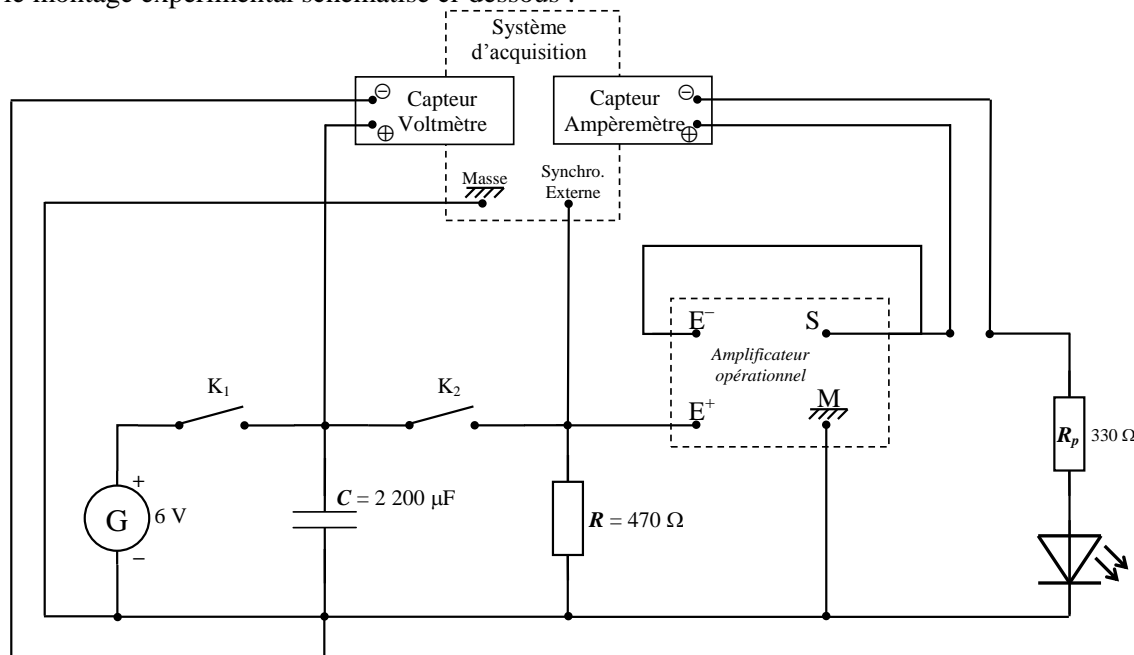 le montage expérimental schématisé ci-dessous :
Système
d’acquisition
⊖
Capteur
Voltmètre
⊕
Capteur
Ampèremètre
⊖
⊕
Masse
Synchro.
Externe
E⁻
S
Amplificateur
opérationnel
E⁺
M
K₁
K₂
+
G
6 V
−
C = 2 200 µF
R = 470 Ω
Rₚ
330 Ω